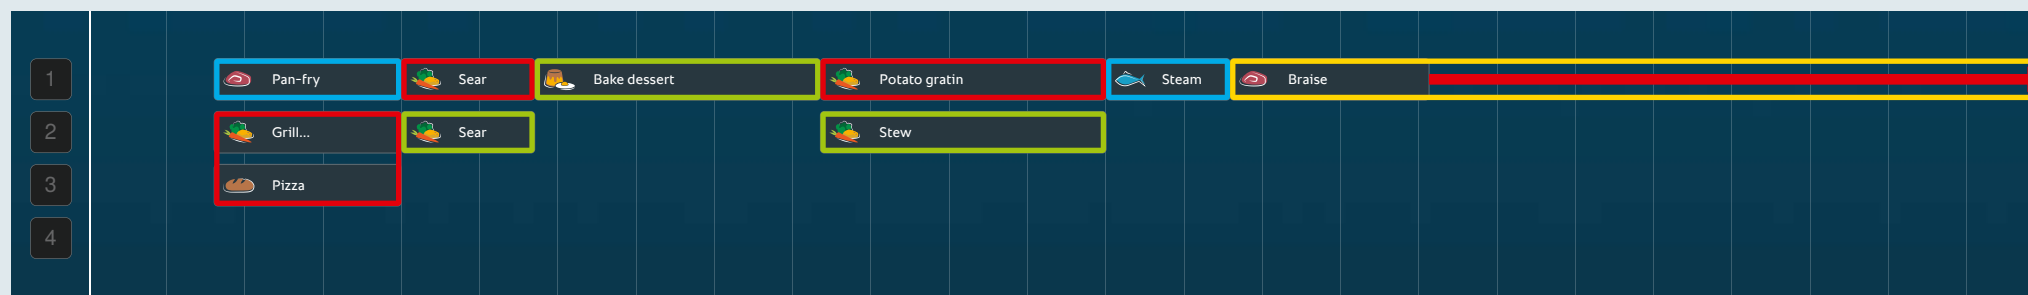 1 Pan-fry Sear Bake dessert Potato gratin Steam Braise
2 Grill... Sear Stew
3 Pizza
4